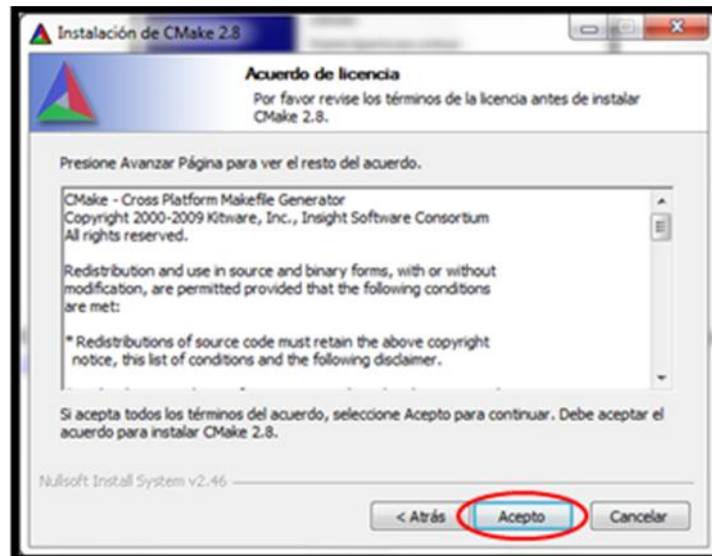 Instalación de CMake 2.8
Acuerdo de licencia
Por favor revise los términos de la licencia antes de instalar
CMake 2.8.
Presione Avanzar Página para ver el resto del acuerdo.
CMake - Cross Platform Makefile Generator
Copyright 2000-2009 Kitware, Inc., Insight Software Consortium
All rights reserved.
Redistribution and use in source and binary forms, with or without
modification, are permitted provided that the following conditions
are met:
* Redistributions of source code must retain the above copyright
notice, this list of conditions and the following disclaimer.
Si acepta todos los términos del acuerdo, seleccione Acepto para continuar. Debe aceptar el
acuerdo para instalar CMake 2.8.
Nullsoft Install System v2.46
< Atrás Acepto Cancelar